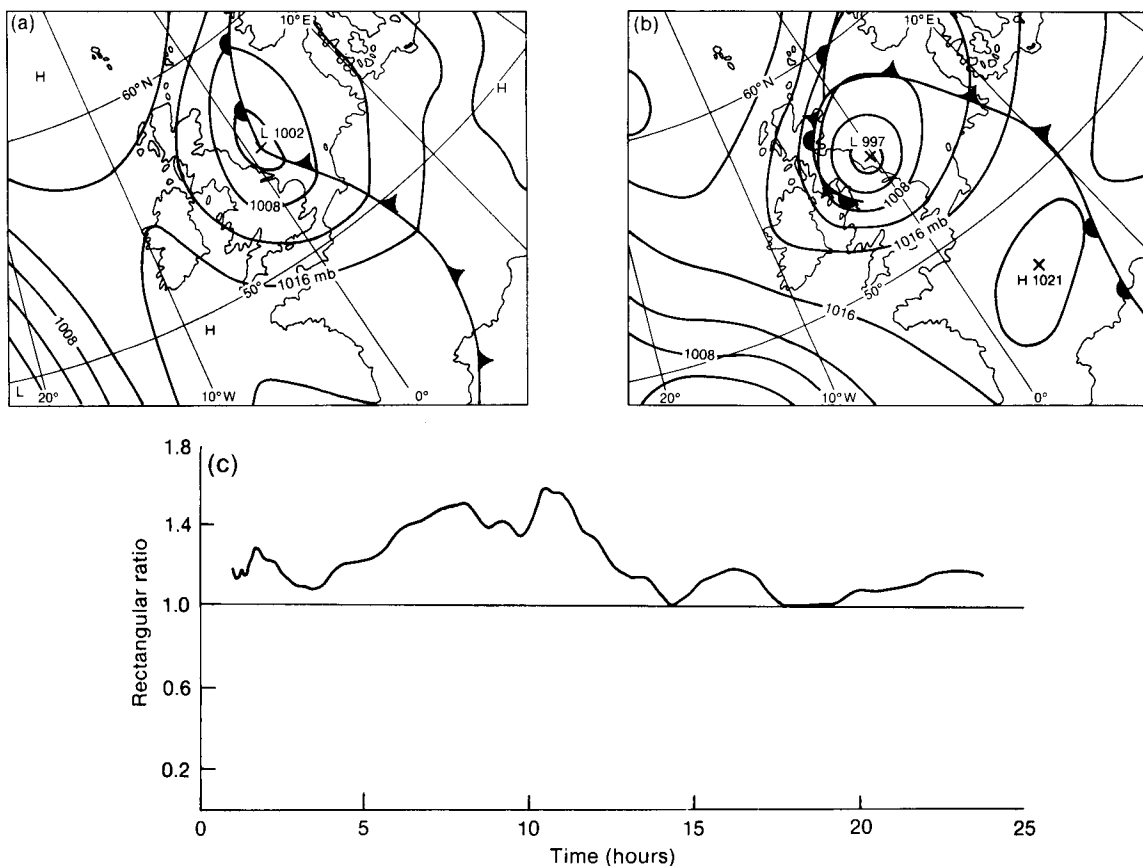 (a)
10°E
H
60°N
H
L 1002
1008
1016 mb
50°
1008
H
L
20°
10°W
0°
(b)
10°E
60°N
L 997
1008
1016 mb
50°
H 1021
1016
1008
20°
10°W
0°
(c)
1.8
1.4
1.0
0.6
0.2
Rectangular ratio
0
5
10
15
20
25
Time (hours)